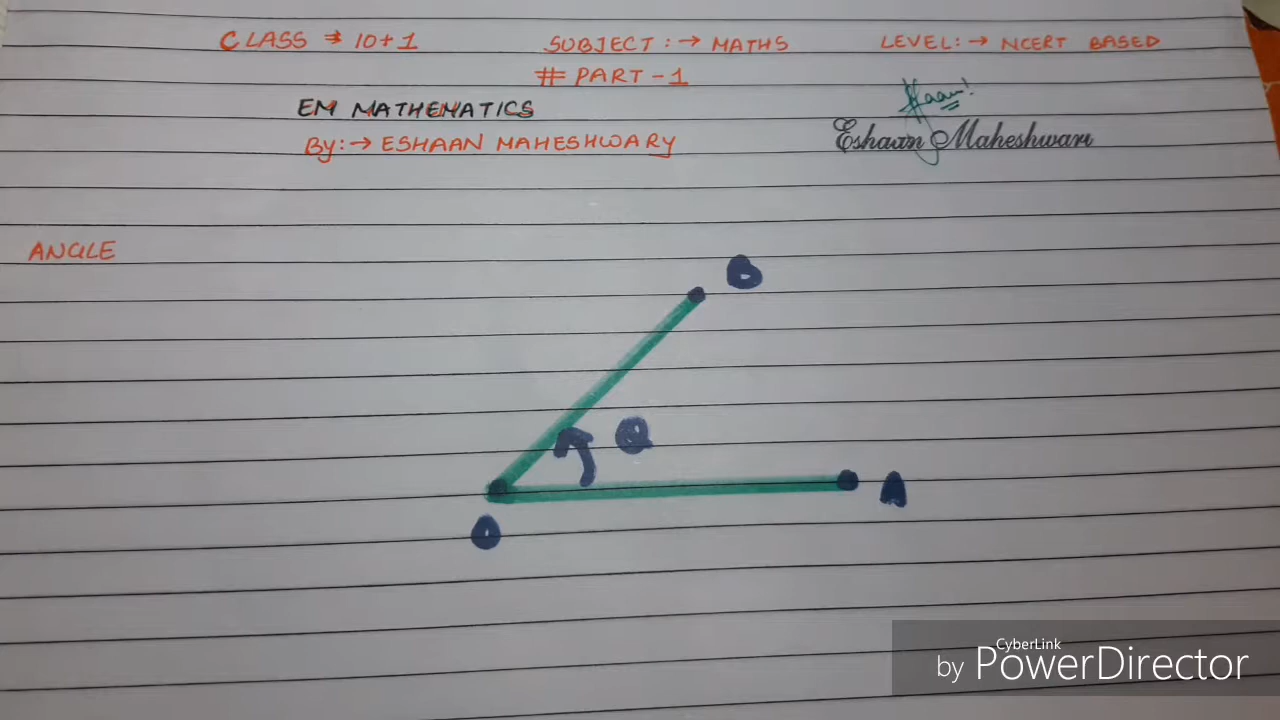 CLASS → 10+1 SUBJECT :→ MATHS LEVEL:→ NCERT BASED
# PART-1
EM MATHEMATICS
By:→ ESHAAN MAHESHWARY
Eshaan Maheshwari
ANGLE
B
θ
A
O
CyberLink
by PowerDirector